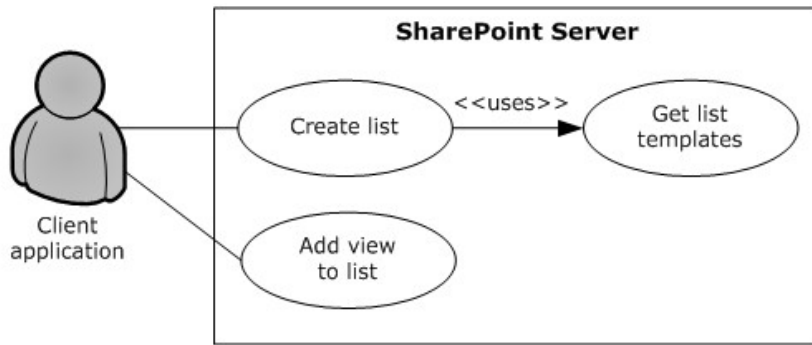 SharePoint Server
Create list
<<uses>>
Get list
templates
Client
application
Add view
to list